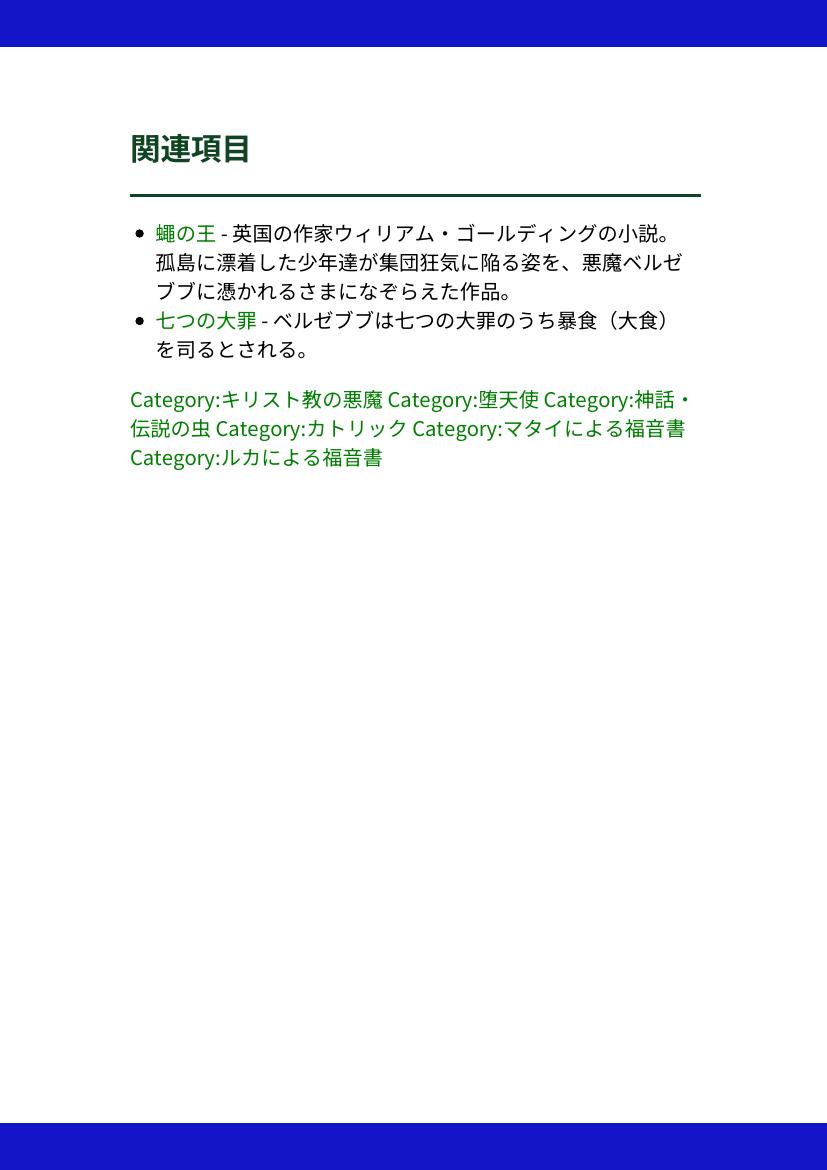 関連項目
蠅の王 - 英国の作家ウィリアム・ゴールディングの小説。
孤島に漂着した少年達が集団狂気に陥る姿を、悪魔ベルゼ
ブブに憑かれるさまになぞらえた作品。
七つの大罪 - ベルゼブブは七つの大罪のうち暴食（大食）
を司るとされる。
Category:キリスト教の悪魔 Category:堕天使 Category:神話・
伝説の虫 Category:カトリック Category:マタイによる福音書
Category:ルカによる福音書